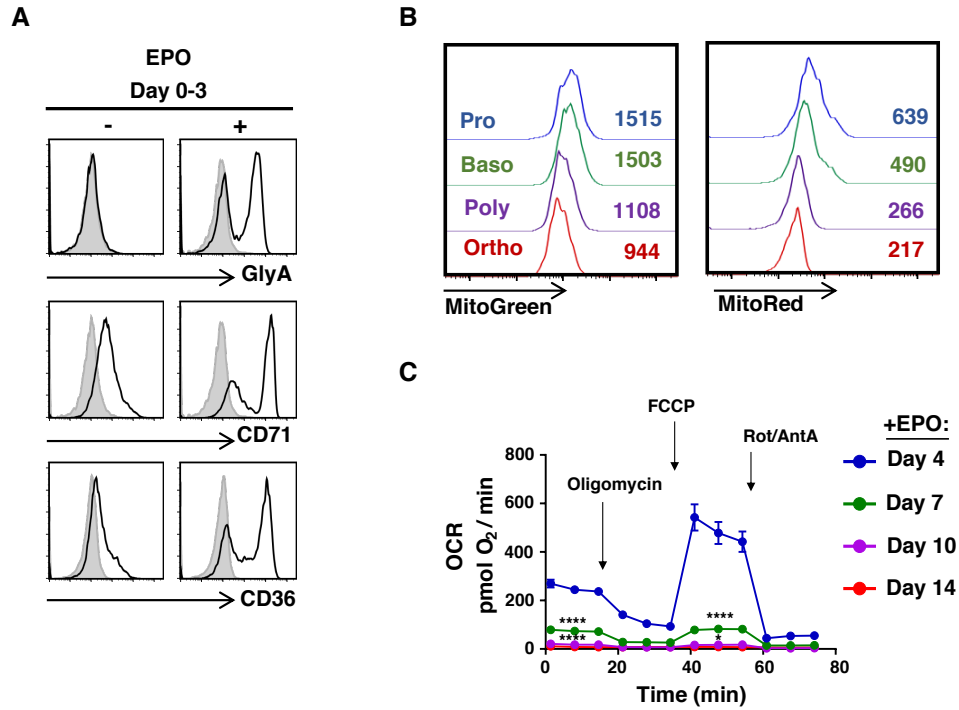 A
EPO
Day 0-3
- +
GlyA
CD71
CD36
B
Pro 1515
Baso 1503
Poly 1108
Ortho 944
MitoGreen
639
490
266
217
MitoRed
C
FCCP
Rot/AntA
Oligomycin
+EPO:
Day 4
Day 7
Day 10
Day 14
OCR
pmol O₂ / min
800
600
400
200
0
****
****
****
*
0 20 40 60 80
Time (min)